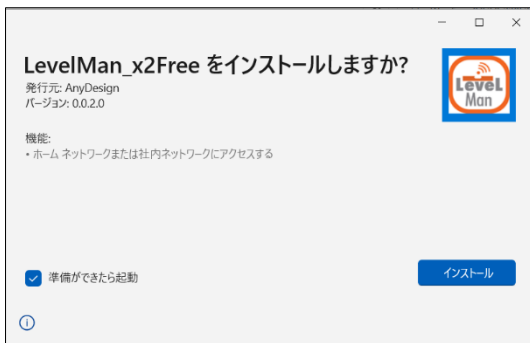 LevelMan_x2Free をインストールしますか?
発行元: AnyDesign
バージョン: 0.0.2.0
LeveL
Man
機能:
• ホーム ネットワークまたは社内ネットワークにアクセスする
準備ができたら起動
インストール